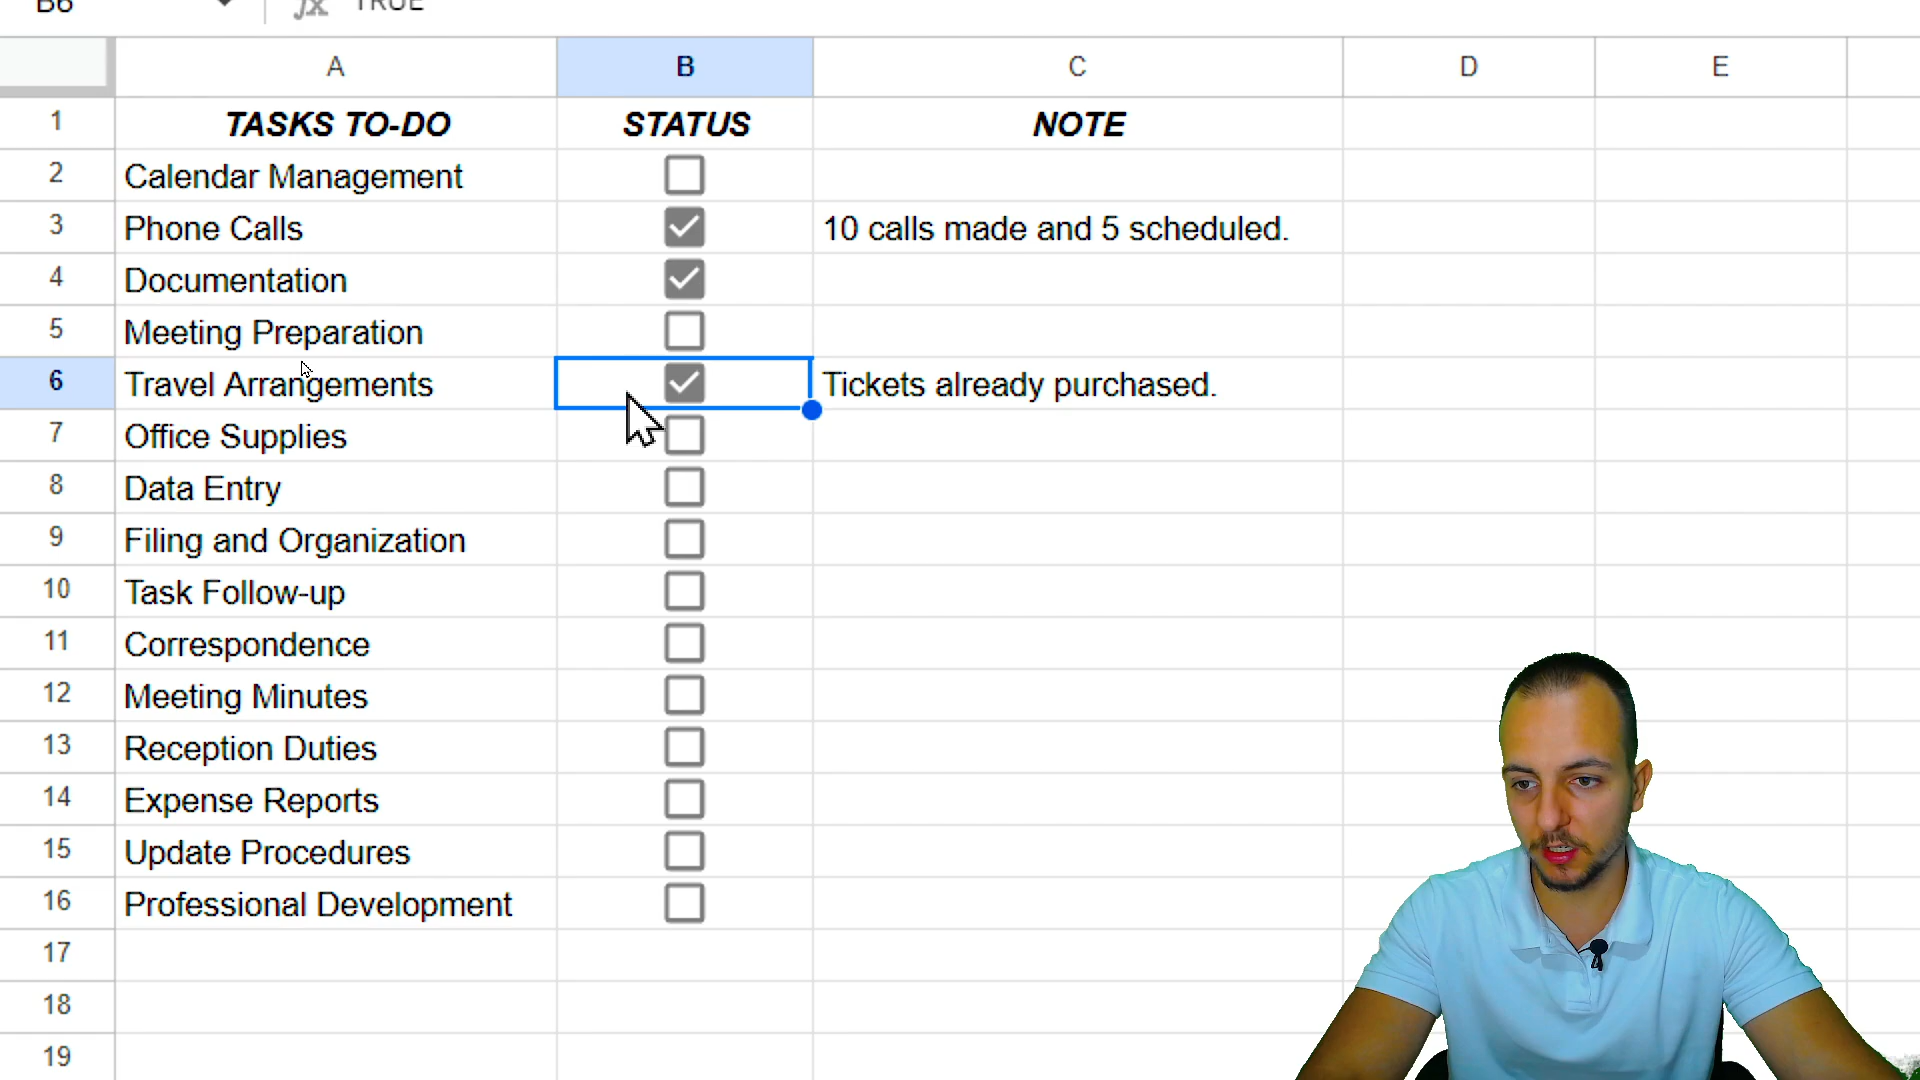 B6 fx TRUE
A B C D E
1 TASKS TO-DO STATUS NOTE
2 Calendar Management
3 Phone Calls 10 calls made and 5 scheduled.
4 Documentation
5 Meeting Preparation
6 Travel Arrangements Tickets already purchased.
7 Office Supplies
8 Data Entry
9 Filing and Organization
10 Task Follow-up
11 Correspondence
12 Meeting Minutes
13 Reception Duties
14 Expense Reports
15 Update Procedures
16 Professional Development
17
18
19